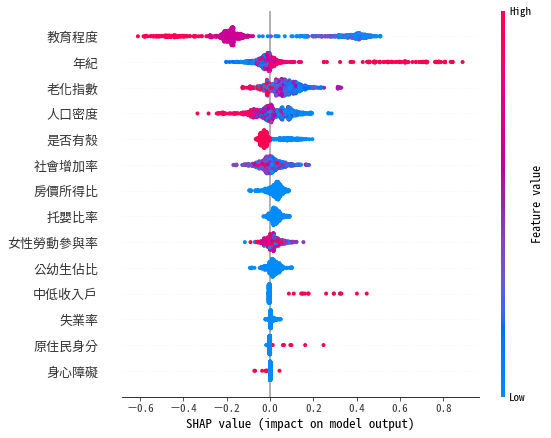 High
教育程度
年紀
老化指數
人口密度
是否有殼
社會增加率
房價所得比
托嬰比率
女性勞動參與率
公幼生佔比
中低收入戶
失業率
原住民身分
身心障礙
Feature value
Low
−0.6 −0.4 −0.2 0.0 0.2 0.4 0.6 0.8
SHAP value (impact on model output)